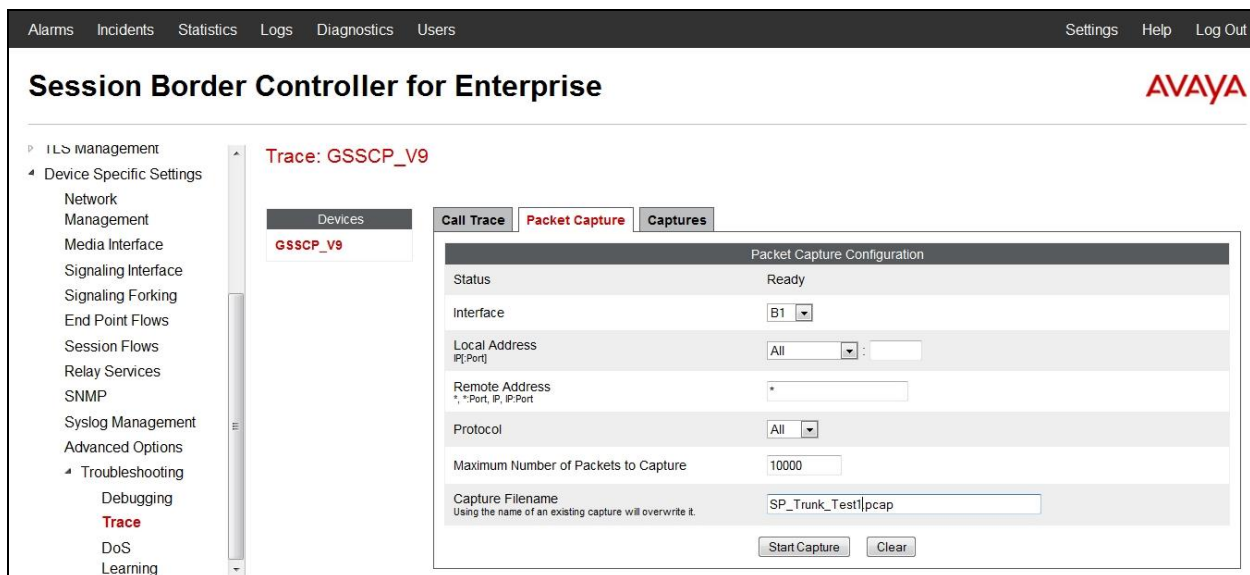 Alarms Incidents Statistics Logs Diagnostics Users Settings Help Log Out
Session Border Controller for Enterprise
AVAYA
TLS Management
Device Specific Settings
Network
Management
Media Interface
Signaling Interface
Signaling Forking
End Point Flows
Session Flows
Relay Services
SNMP
Syslog Management
Advanced Options
Troubleshooting
Debugging
Trace
DoS
Learning
Trace: GSSCP_V9
Devices
GSSCP_V9
Call Trace Packet Capture Captures
Packet Capture Configuration
Status Ready
Interface B1
Local Address All :
IP[:Port]
Remote Address *
*, *:Port, IP, IP:Port
Protocol All
Maximum Number of Packets to Capture 10000
Capture Filename SP_Trunk_Test1.pcap
Using the name of an existing capture will overwrite it.
Start Capture Clear